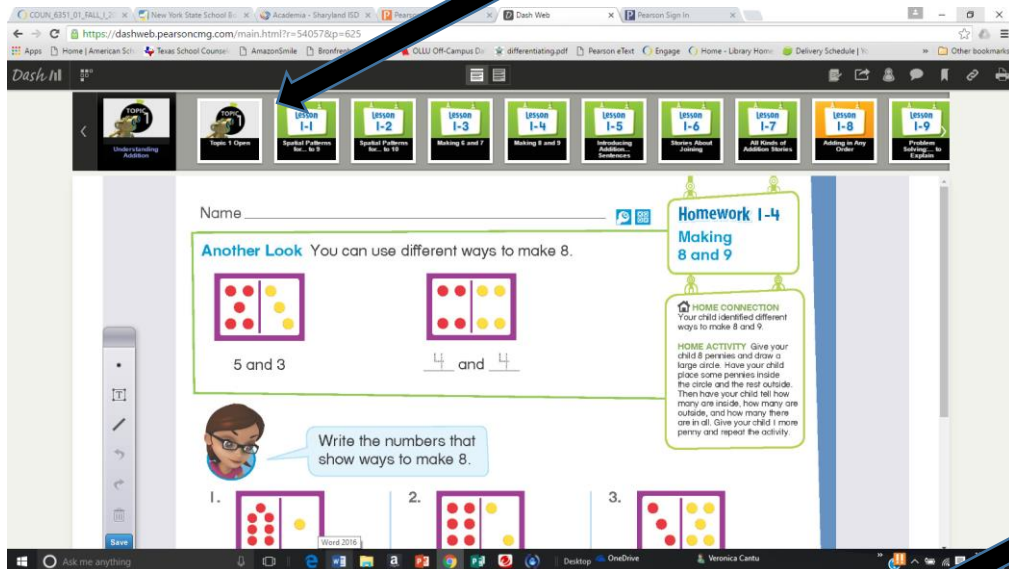 COUN_6351_01_FALL_I_2
New York State School
Academia - Sharyland ISD
Dash Web
Pearson Sign In
https://dashweb.pearsoncmg.com/main.html?r=54057&p=625
Apps
Home | American Sch
Texas School Counsel
AmazonSmile
OLLU Off-Campus Da
differentiating.pdf
Pearson eText
Engage
Home - Library Home
Delivery Schedule |
Other bookmarks
Dash
TOPIC 1
Understanding Addition
TOPIC 1
Topic 1 Open
Lesson 1-1
Spatial Patterns for... to 9
Lesson 1-2
Spatial Patterns for... to 10
Lesson 1-3
Making 6 and 7
Lesson 1-4
Making 8 and 9
Lesson 1-5
Introducing Addition... Sentences
Lesson 1-6
Stories About Joining
Lesson 1-7
All Kinds of Addition Stories
Lesson 1-8
Adding in Any Order
Lesson 1-9
Problem Solving:... to Explain
Name
Homework 1-4
Making
8 and 9
Another Look You can use different ways to make 8.
5 and 3
4 and 4
HOME CONNECTION
Your child identified different
ways to make 8 and 9.
HOME ACTIVITY Give your
child 8 pennies and draw a
large circle. Have your child
place some pennies inside
the circle and the rest outside.
Then have your child tell how
many are inside, how many are
outside, and how many there
are in all. Give your child 1 more
penny and repeat the activity.
T
Save
Write the numbers that
show ways to make 8.
1.
2.
3.
Word 2016
Ask me anything
Desktop
OneDrive
Veronica Cantu